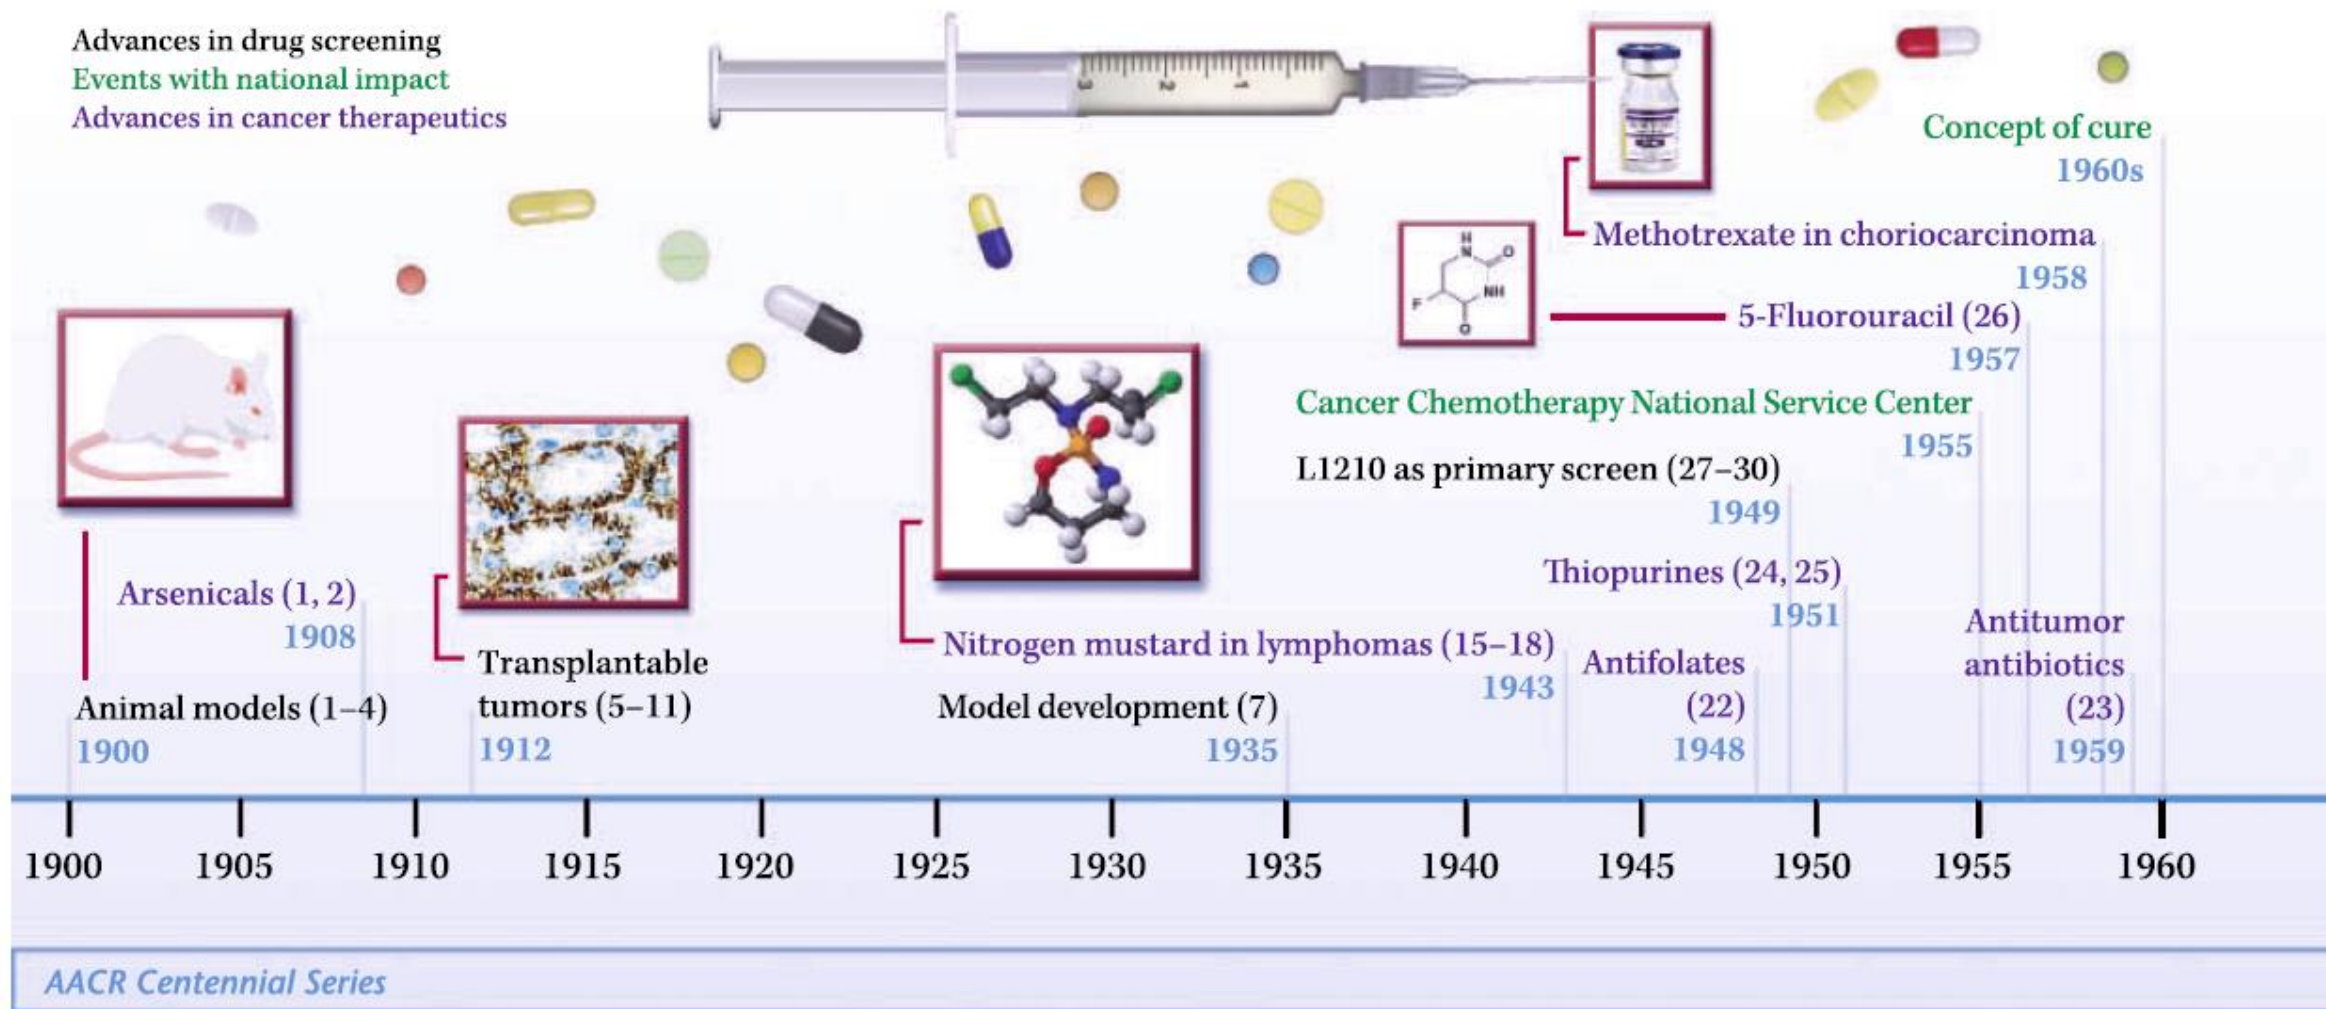 Advances in drug screening
Events with national impact
Advances in cancer therapeutics
3 2 1
Concept of cure
1960s
Methotrexate in choriocarcinoma
1958
H
N
O
NH
F
O
5-Fluorouracil (26)
1957
Cancer Chemotherapy National Service Center
1955
L1210 as primary screen (27–30)
1949
Thiopurines (24, 25)
1951
Arsenicals (1, 2)
1908
Animal models (1–4)
1900
Transplantable
tumors (5–11)
1912
Nitrogen mustard in lymphomas (15–18)
1943
Model development (7)
1935
Antifolates
(22)
1948
Antitumor
antibiotics
(23)
1959
1900 1905 1910 1915 1920 1925 1930 1935 1940 1945 1950 1955 1960
AACR Centennial Series